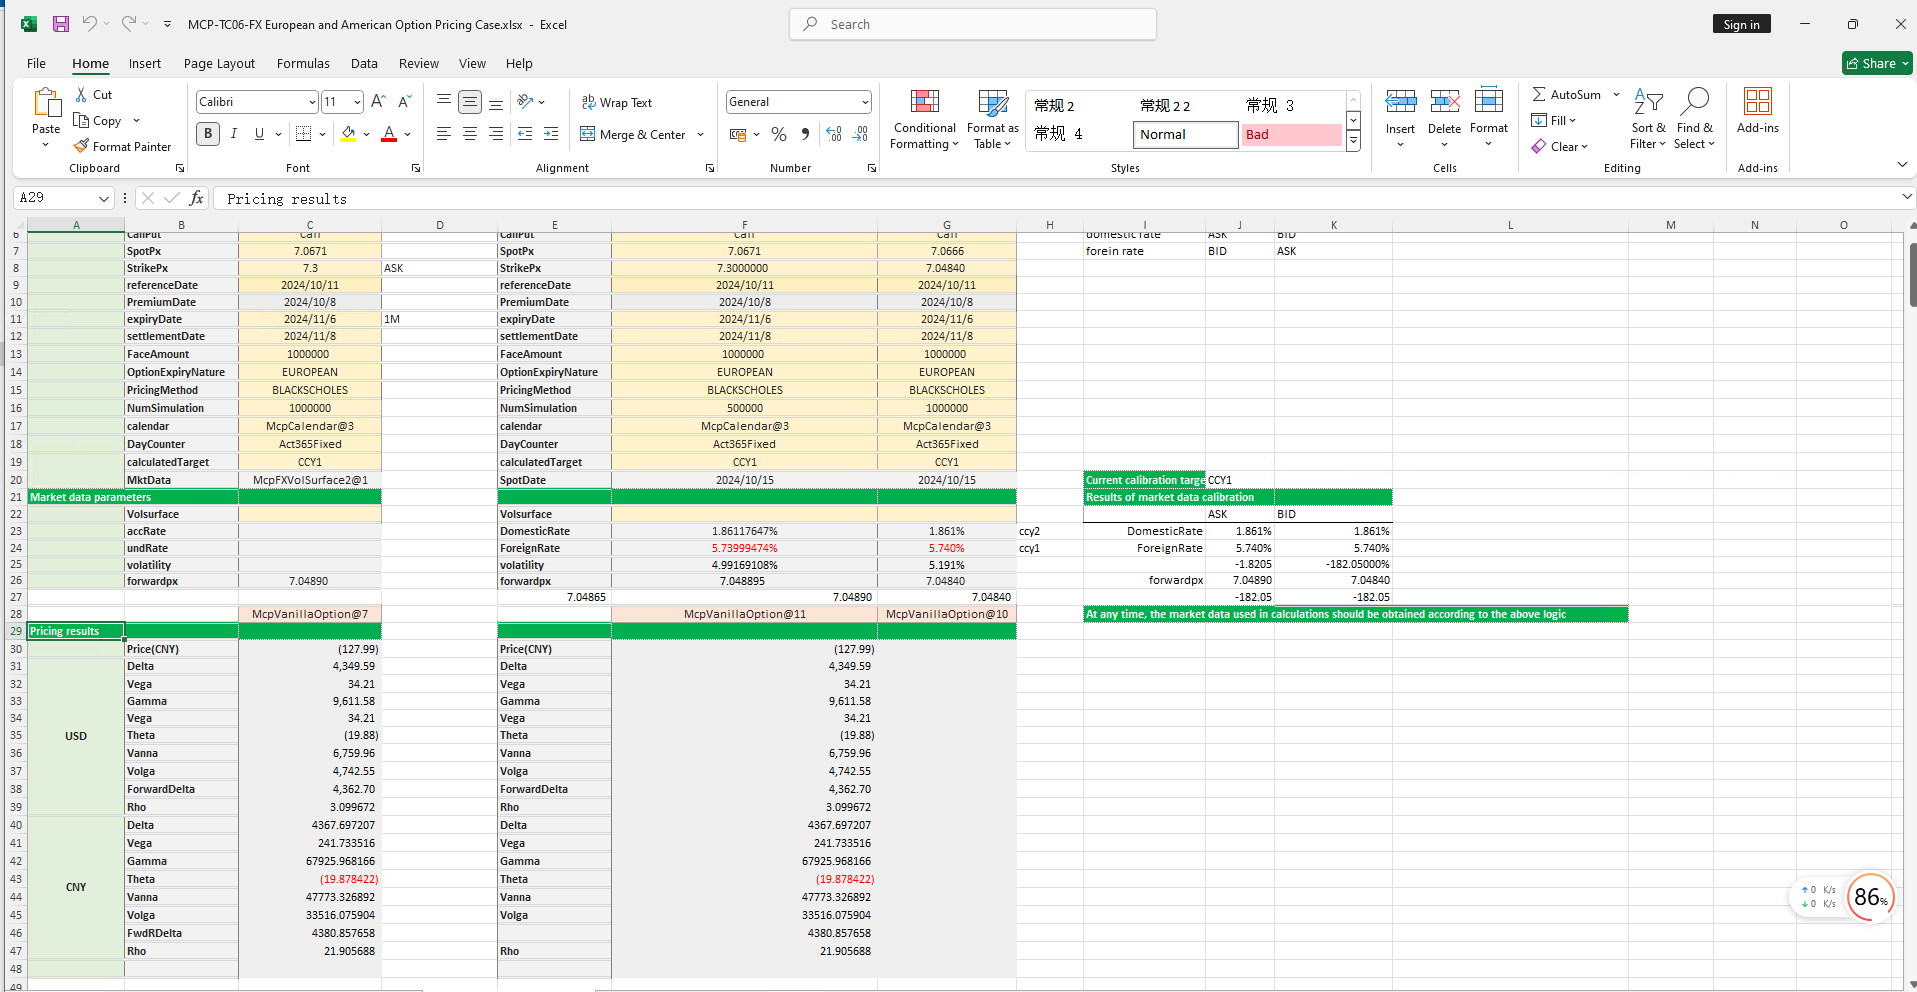 MCP-TC06-FX European and American Option Pricing Case.xlsx - Excel
Search
Sign in
File Home Insert Page Layout Formulas Data Review View Help
Share
Paste
Cut
Copy
Format Painter
Clipboard
Calibri 11
B I U
Font
Wrap Text
Merge & Center
Alignment
General
Number
Conditional Formatting
Format as Table
常规 2 常规 2 2 常规 3
常规 4 Normal Bad
Styles
Insert Delete Format
Cells
AutoSum
Fill
Clear
Sort & Filter
Find & Select
Editing
Add-ins
Add-ins
A29 fx Pricing results
A B C D E F G H I J K L M N O
6 CallPut Call CallPut Call Call domestic rate ASK BID
7 SpotPx 7.0671 SpotPx 7.0671 7.0666 forein rate BID ASK
8 StrikePx 7.3 ASK StrikePx 7.3000000 7.04840
9 referenceDate 2024/10/11 referenceDate 2024/10/11 2024/10/11
10 PremiumDate 2024/10/8 PremiumDate 2024/10/8 2024/10/8
11 expiryDate 2024/11/6 1M expiryDate 2024/11/6 2024/11/6
12 settlementDate 2024/11/8 settlementDate 2024/11/8 2024/11/8
13 FaceAmount 1000000 FaceAmount 1000000 1000000
14 OptionExpiryNature EUROPEAN OptionExpiryNature EUROPEAN EUROPEAN
15 PricingMethod BLACKSCHOLES PricingMethod BLACKSCHOLES BLACKSCHOLES
16 NumSimulation 1000000 NumSimulation 500000 1000000
17 calendar McpCalendar@3 calendar McpCalendar@3 McpCalendar@3
18 DayCounter Act365Fixed DayCounter Act365Fixed Act365Fixed
19 calculatedTarget CCY1 calculatedTarget CCY1 CCY1
20 MktData McpFXVolSurface2@1 SpotDate 2024/10/15 2024/10/15 Current calibration targe CCY1
21 Market data parameters Results of market data calibration
22 Volsurface Volsurface ASK BID
23 accRate DomesticRate 1.86117647% 1.861% ccy2 DomesticRate 1.861% 1.861%
24 undRate ForeignRate 5.73999474% 5.740% ccy1 ForeignRate 5.740% 5.740%
25 volatility volatility 4.99169108% 5.191% -1.8205 -182.05000%
26 forwardpx 7.04890 forwardpx 7.048895 7.04840 forwardpx 7.04890 7.04840
27 7.04865 7.04890 7.04840 -182.05 -182.05
28 McpVanillaOption@7 McpVanillaOption@11 McpVanillaOption@10 At any time, the market data used in calculations should be obtained according to the above logic
29 Pricing results
30 Price(CNY) (127.99) Price(CNY) (127.99)
31 Delta 4,349.59 Delta 4,349.59
32 Vega 34.21 Vega 34.21
33 Gamma 9,611.58 Gamma 9,611.58
34 Vega 34.21 Vega 34.21
35 USD Theta (19.88) Theta (19.88)
36 Vanna 6,759.96 Vanna 6,759.96
37 Volga 4,742.55 Volga 4,742.55
38 ForwardDelta 4,362.70 ForwardDelta 4,362.70
39 Rho 3.099672 Rho 3.099672
40 Delta 4367.697207 Delta 4367.697207
41 Vega 241.733516 Vega 241.733516
42 Gamma 67925.968166 Gamma 67925.968166
43 CNY Theta (19.878422) Theta (19.878422)
44 Vanna 47773.326892 Vanna 47773.326892
45 Volga 33516.075904 Volga 33516.075904
46 FwdRDelta 4380.857658 4380.857658
47 Rho 21.905688 Rho 21.905688
48
49
↑ 0 K/s
↓ 0 K/s
86%